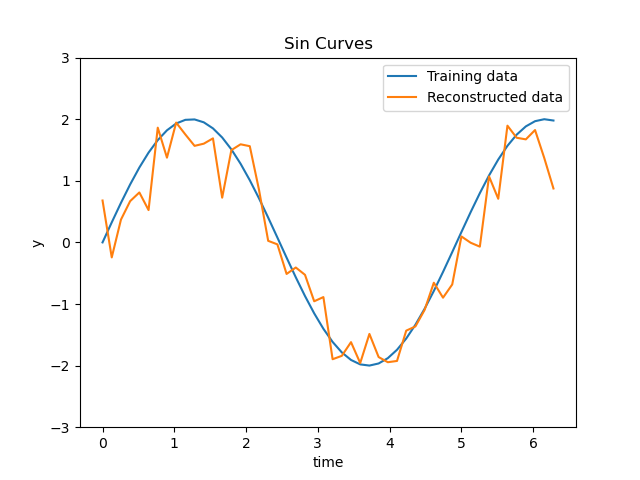 Sin Curves
Training data
Reconstructed data
3
2
1
0
−1
−2
−3
y
0 1 2 3 4 5 6
time